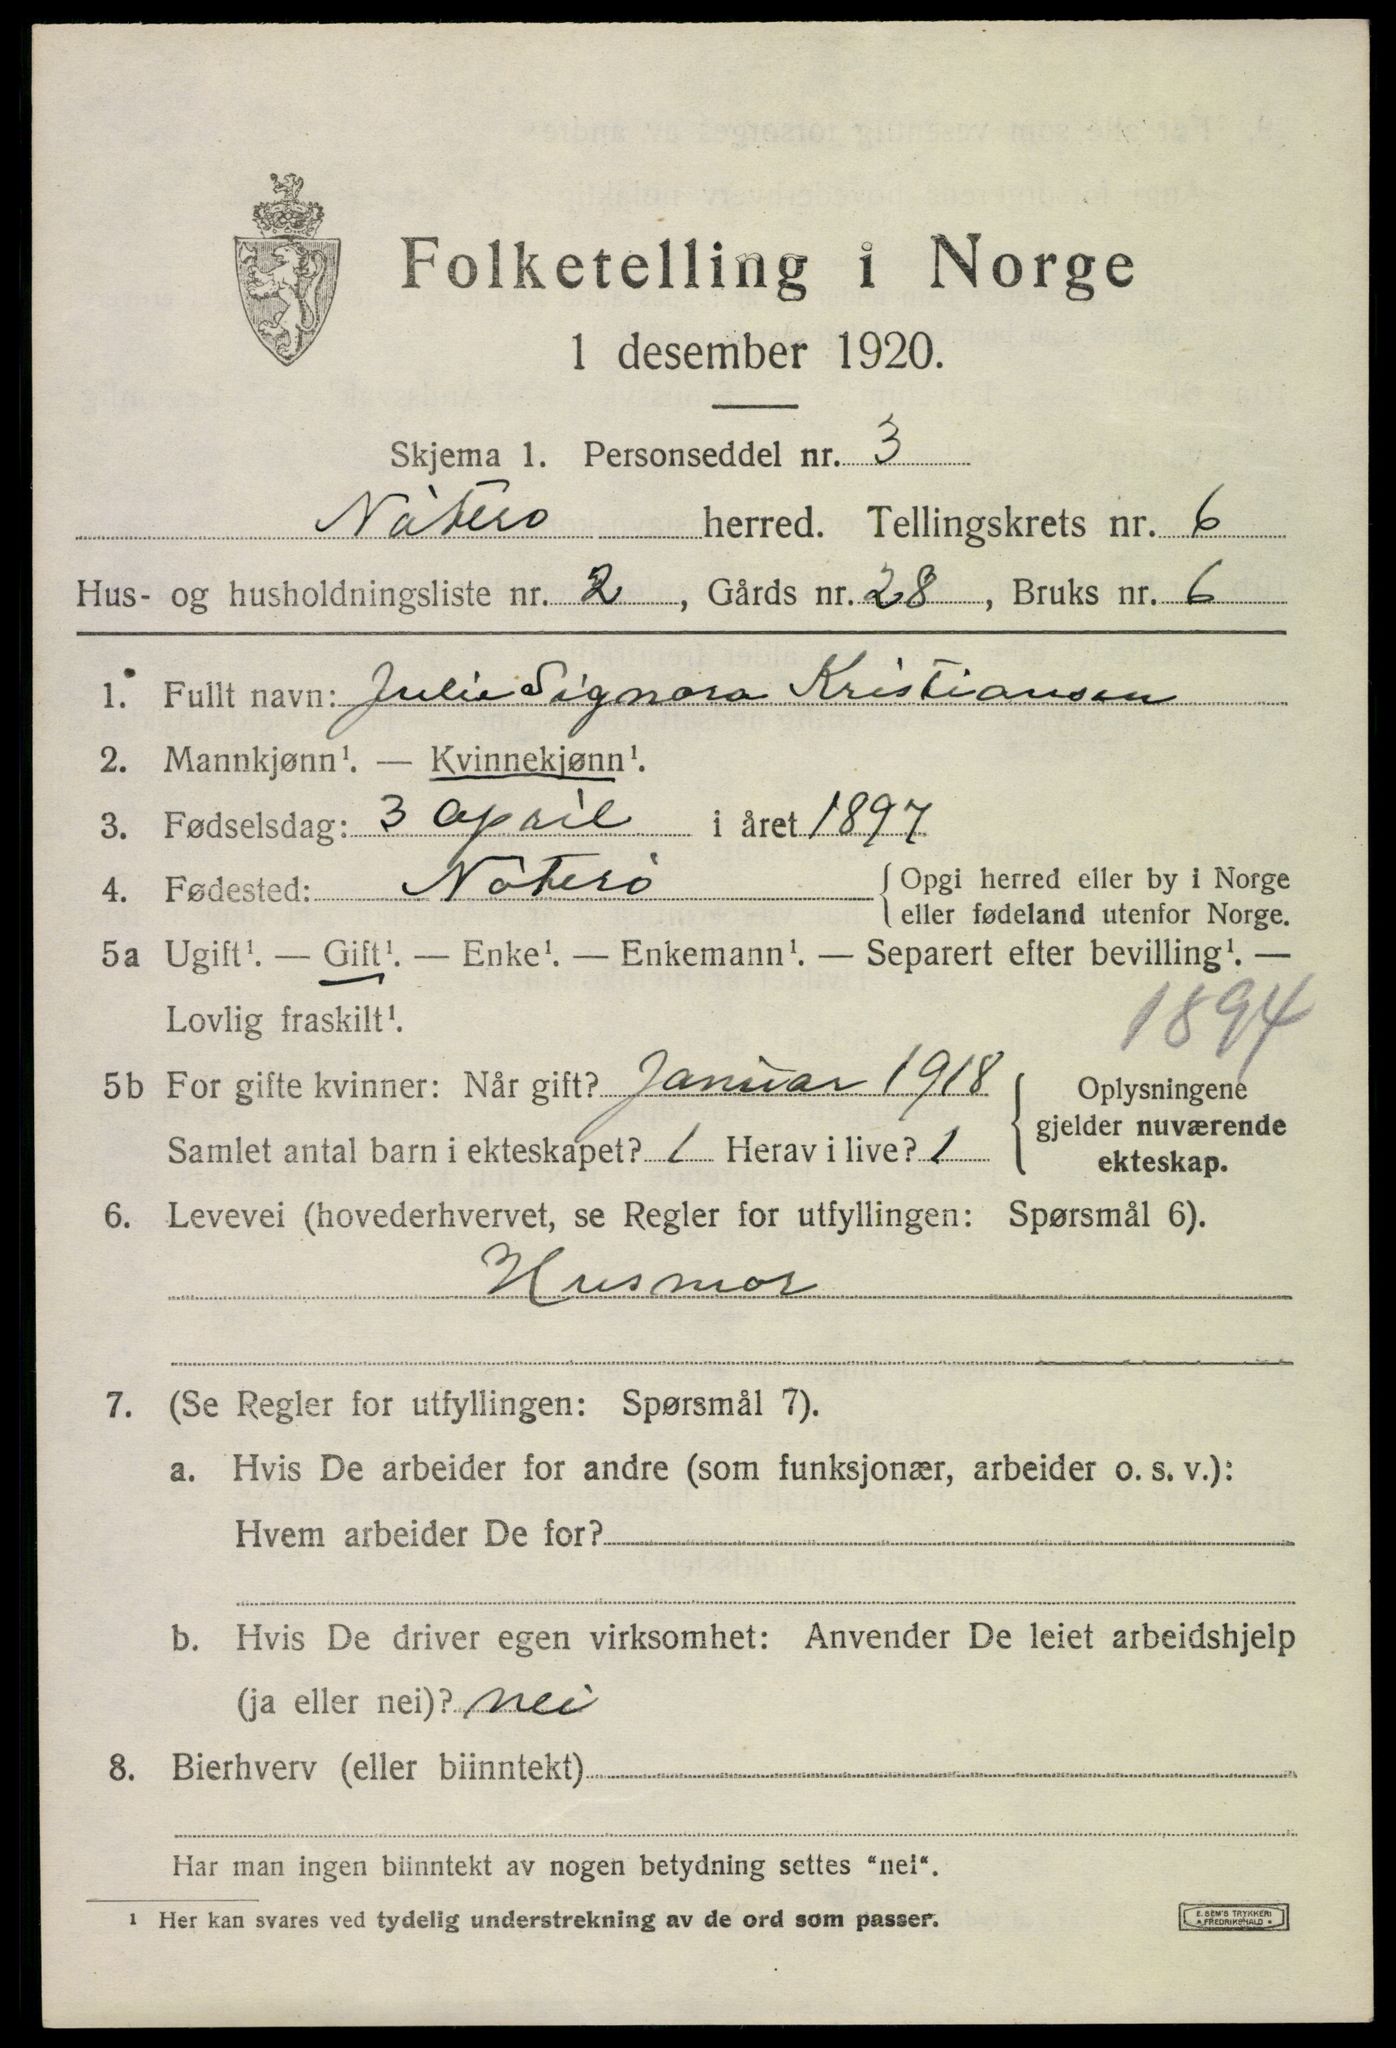 Folketelling i Norge
1 desember 1920.
Skjema 1. Personseddel nr. 3
Nøterø herred. Tellingskrets nr. 6
Hus- og husholdningsliste nr. 2, Gårds nr. 28, Bruks nr. 6
1. Fullt navn: Julie Signora Kristiansen
2. Mannkjønn¹. — Kvinnekjønn¹.
3. Fødselsdag: 3 april i året 1897
4. Fødested: Nøterø { Opgi herred eller by i Norge
eller fødeland utenfor Norge.
5a Ugift¹. — Gift¹. — Enke¹. — Enkemann¹. — Separert efter bevilling¹. —
Lovlig fraskilt¹.
1894
5b For gifte kvinner: Når gift? Januar 1918 { Oplysningene
gjelder nuværende
Samlet antal barn i ekteskapet? 1 Herav i live? 1
ekteskap.
6. Levevei (hovederhvervet, se Regler for utfyllingen: Spørsmål 6).
Husmor
7. (Se Regler for utfyllingen: Spørsmål 7).
a. Hvis De arbeider for andre (som funksjonær, arbeider o. s. v.):
Hvem arbeider De for?
b. Hvis De driver egen virksomhet: Anvender De leiet arbeidshjelp
(ja eller nei)? nei
8. Bierhverv (eller biinntekt)
Har man ingen biinntekt av nogen betydning settes “nei“.
¹ Her kan svares ved tydelig understrekning av de ord som passer.
E. SEM'S TRYKKERI
FREDRIKSHALD